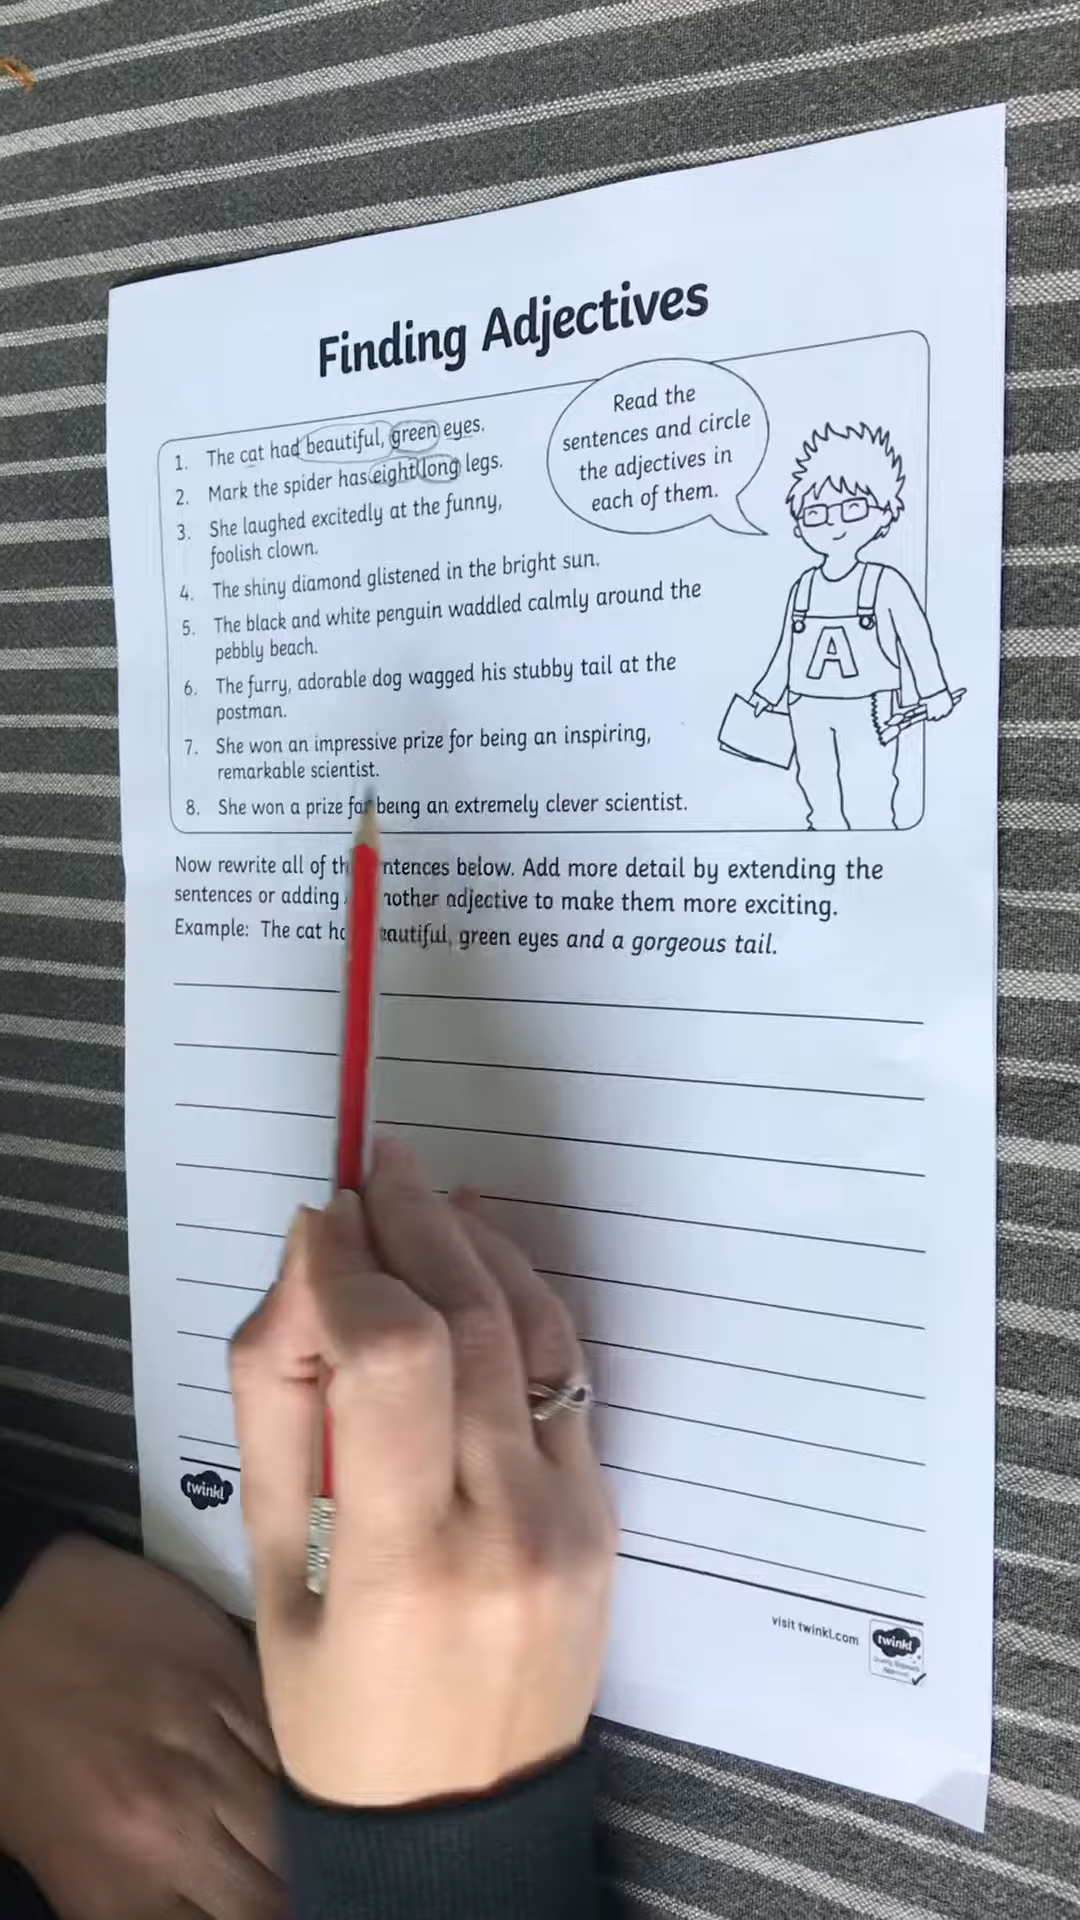 Finding Adjectives
1. The cat had beautiful, green eyes.
2. Mark the spider has eight long legs.
3. She laughed excitedly at the funny,
foolish clown.
4. The shiny diamond glistened in the bright sun.
5. The black and white penguin waddled calmly around the
pebbly beach.
6. The furry, adorable dog wagged his stubby tail at the
postman.
7. She won an impressive prize for being an inspiring,
remarkable scientist.
8. She won a prize for being an extremely clever scientist.
Read the
sentences and circle
the adjectives in
each of them.
A
Now rewrite all of sentences below. Add more detail by extending the
sentences or adding another adjective to make them more exciting.
Example: The cat beautiful, green eyes and a gorgeous tail.
twinkl
visit twinkl.com
twinkl